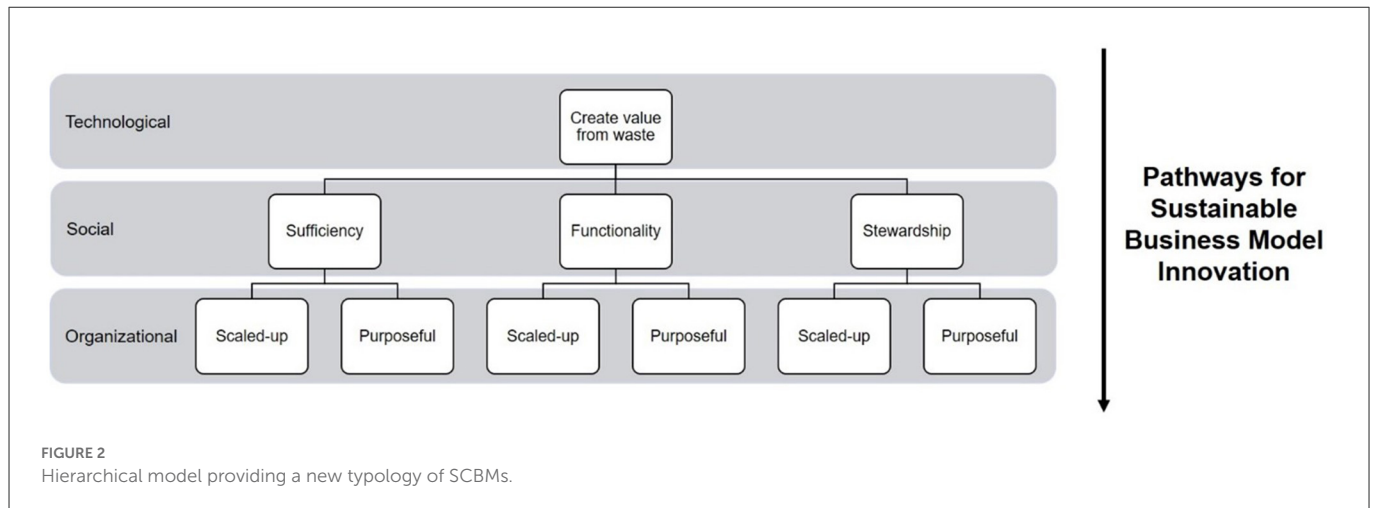 Technological
Create value
from waste
Social
Sufficiency
Functionality
Stewardship
Organizational
Scaled-up
Purposeful
Scaled-up
Purposeful
Scaled-up
Purposeful
Pathways for
Sustainable
Business Model
Innovation
FIGURE 2
Hierarchical model providing a new typology of SCBMs.